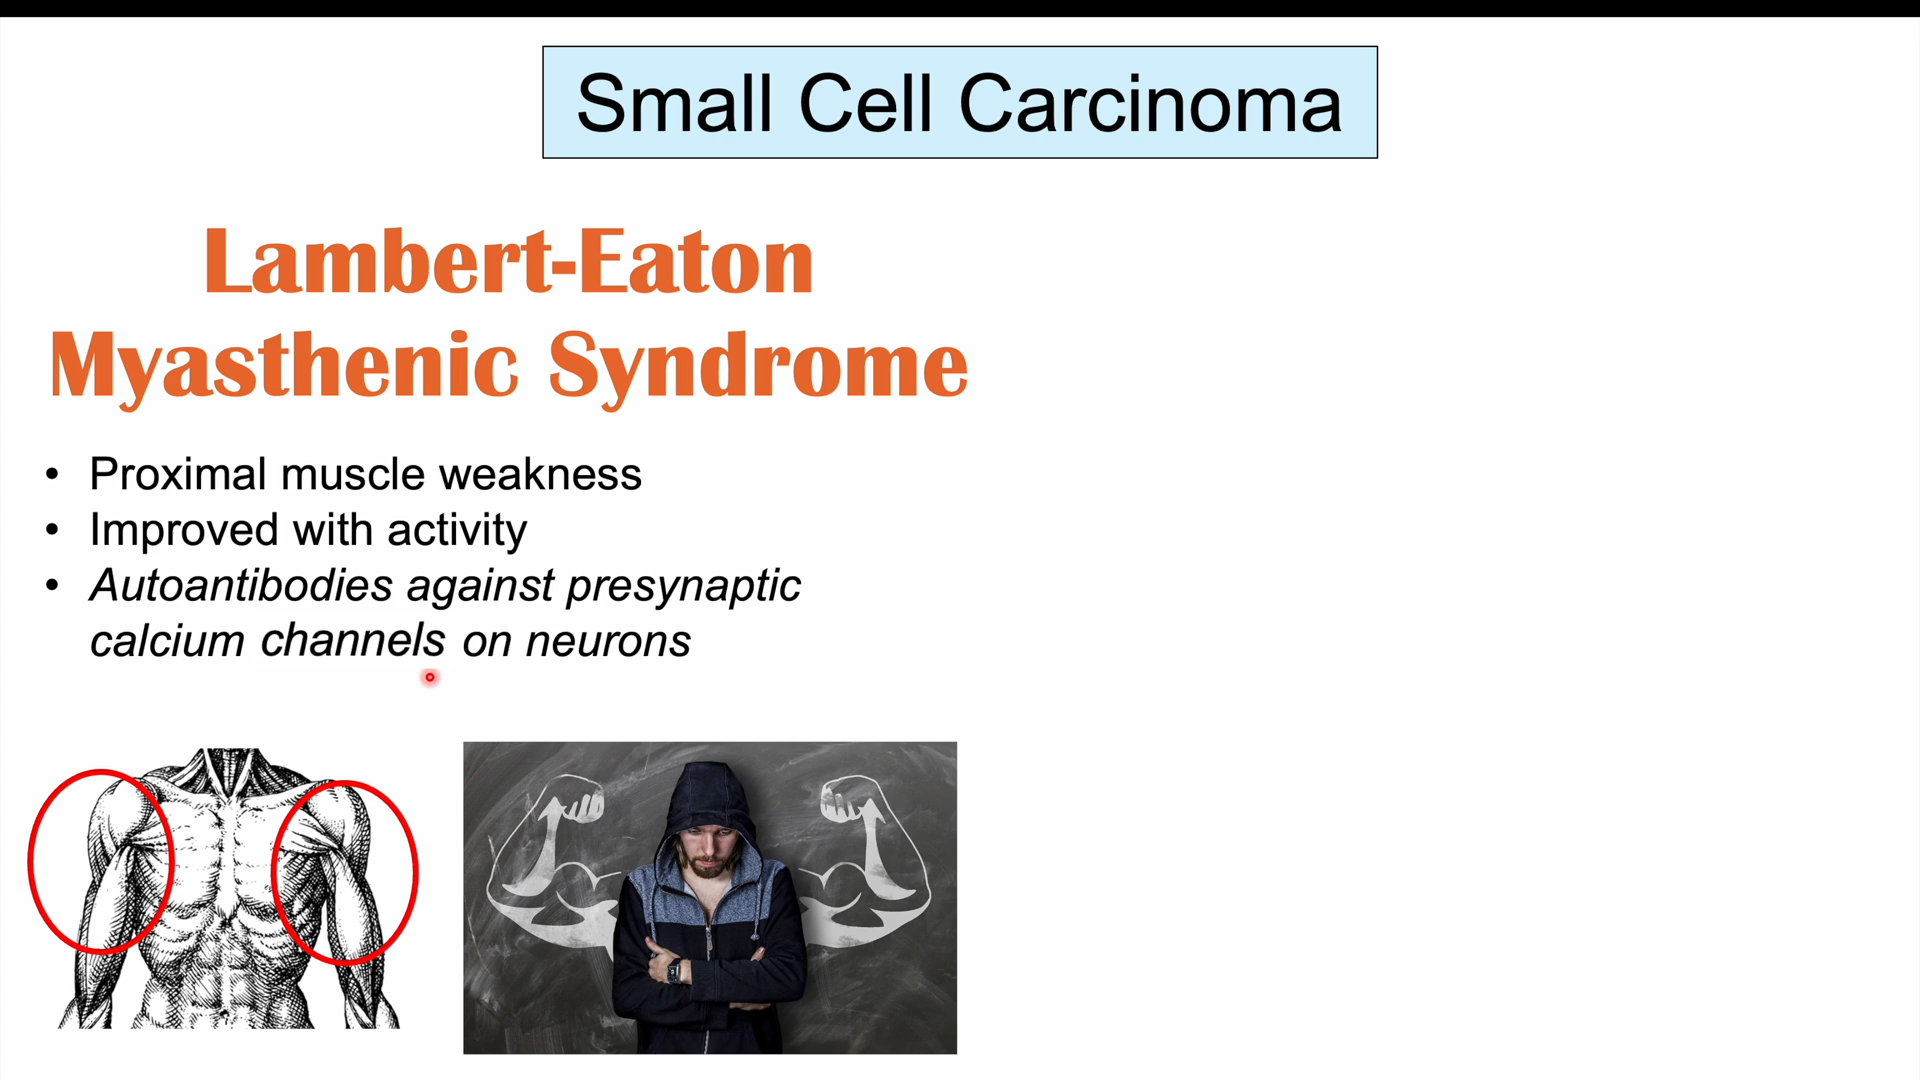 Small Cell Carcinoma
Lambert-Eaton
Myasthenic Syndrome
• Proximal muscle weakness
• Improved with activity
• Autoantibodies against presynaptic
calcium channels on neurons